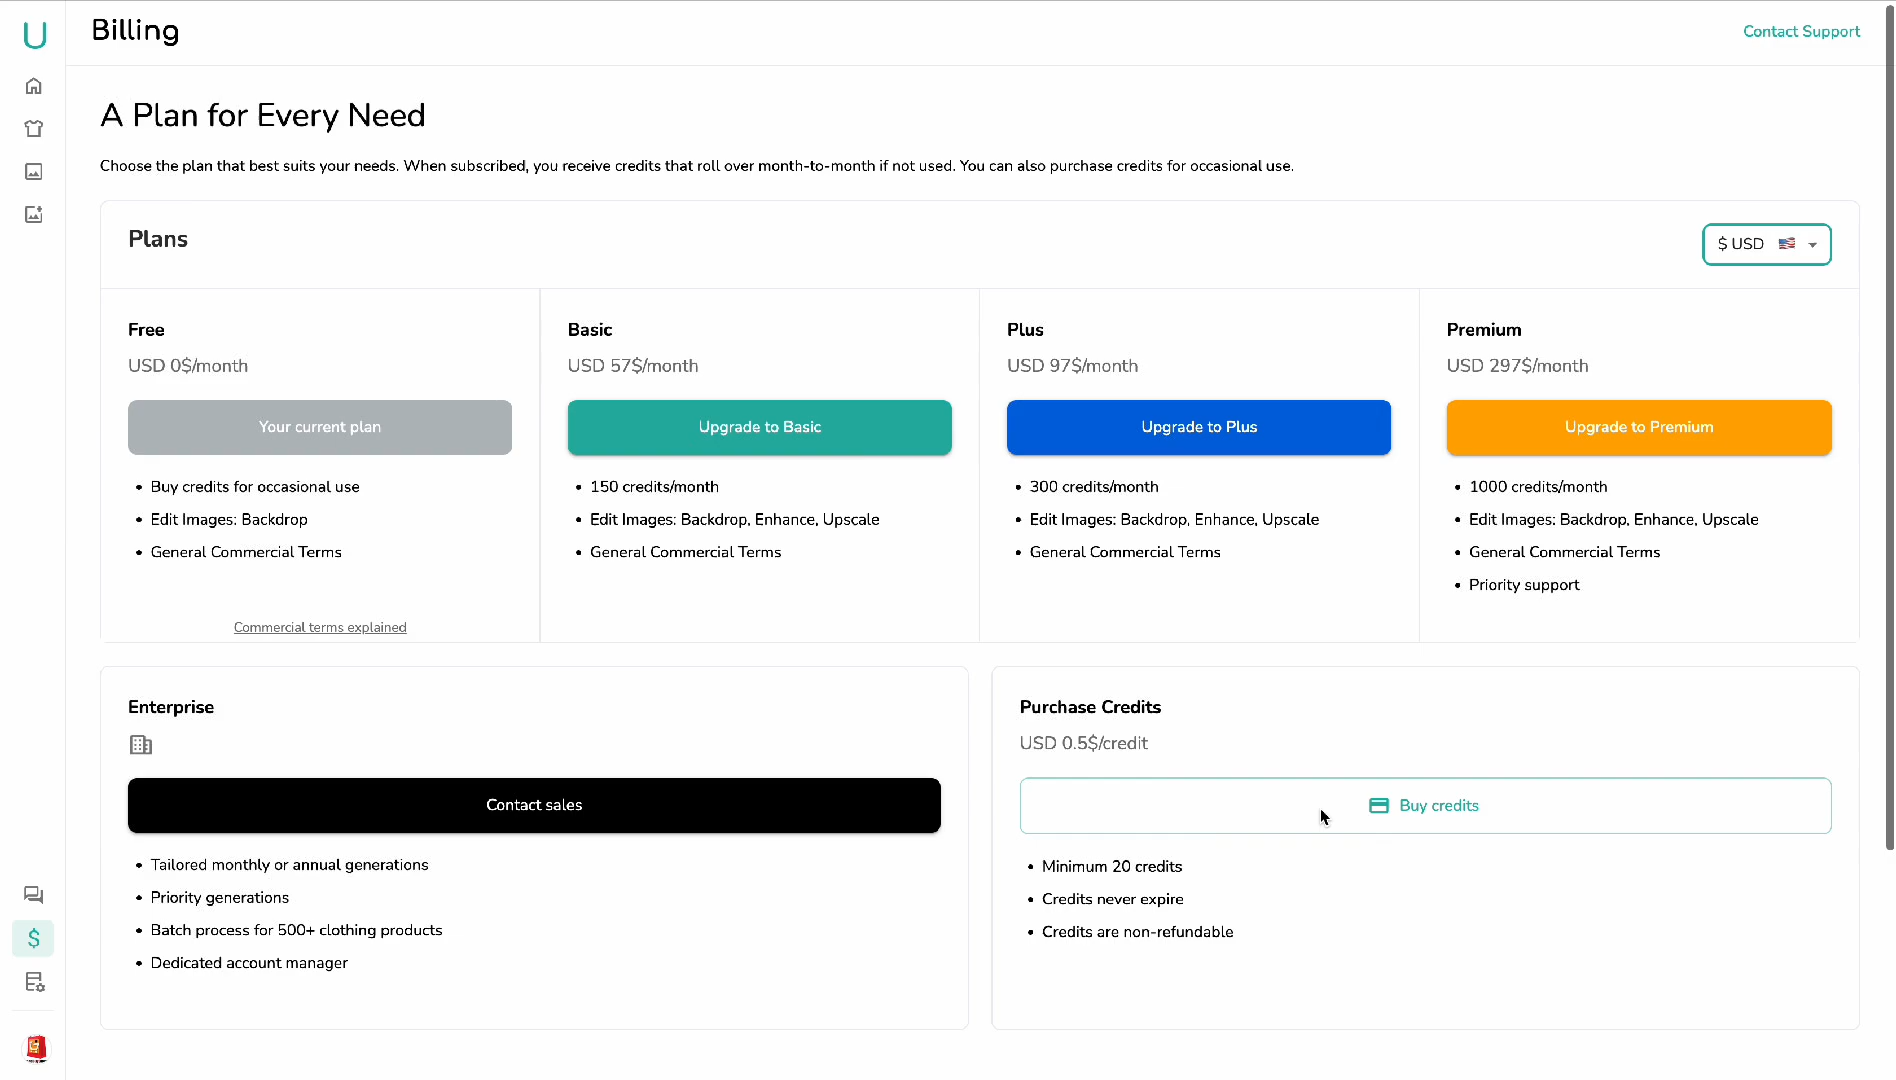 Billing
Contact Support
A Plan for Every Need
Choose the plan that best suits your needs. When subscribed, you receive credits that roll over month-to-month if not used. You can also purchase credits for occasional use.
Plans
$ USD
Free
USD 0$/month
Your current plan
• Buy credits for occasional use
• Edit Images: Backdrop
• General Commercial Terms
Commercial terms explained
Basic
USD 57$/month
Upgrade to Basic
• 150 credits/month
• Edit Images: Backdrop, Enhance, Upscale
• General Commercial Terms
Plus
USD 97$/month
Upgrade to Plus
• 300 credits/month
• Edit Images: Backdrop, Enhance, Upscale
• General Commercial Terms
Premium
USD 297$/month
Upgrade to Premium
• 1000 credits/month
• Edit Images: Backdrop, Enhance, Upscale
• General Commercial Terms
• Priority support
Enterprise
Contact sales
• Tailored monthly or annual generations
• Priority generations
• Batch process for 500+ clothing products
• Dedicated account manager
Purchase Credits
USD 0.5$/credit
Buy credits
• Minimum 20 credits
• Credits never expire
• Credits are non-refundable